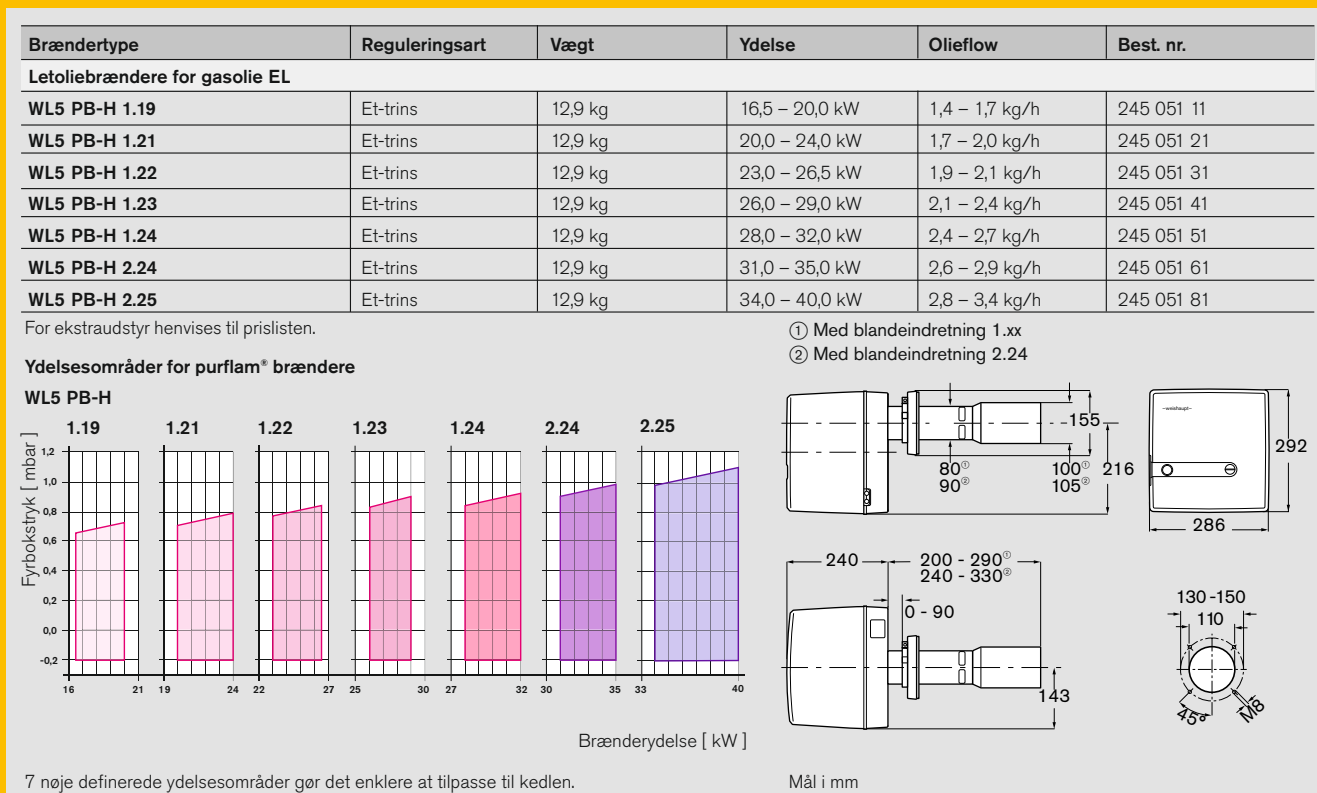 Brændertype Reguleringsart Vægt Ydelse Olieflow Best. nr.
Letoliebrændere for gasolie EL
WL5 PB-H 1.19 Et-trins 12,9 kg 16,5 – 20,0 kW 1,4 – 1,7 kg/h 245 051 11
WL5 PB-H 1.21 Et-trins 12,9 kg 20,0 – 24,0 kW 1,7 – 2,0 kg/h 245 051 21
WL5 PB-H 1.22 Et-trins 12,9 kg 23,0 – 26,5 kW 1,9 – 2,1 kg/h 245 051 31
WL5 PB-H 1.23 Et-trins 12,9 kg 26,0 – 29,0 kW 2,1 – 2,4 kg/h 245 051 41
WL5 PB-H 1.24 Et-trins 12,9 kg 28,0 – 32,0 kW 2,4 – 2,7 kg/h 245 051 51
WL5 PB-H 2.24 Et-trins 12,9 kg 31,0 – 35,0 kW 2,6 – 2,9 kg/h 245 051 61
WL5 PB-H 2.25 Et-trins 12,9 kg 34,0 – 40,0 kW 2,8 – 3,4 kg/h 245 051 81
For ekstraudstyr henvises til prislisten.
Ydelsesområder for purflam® brændere
WL5 PB-H
1.19 1.21 1.22 1.23 1.24 2.24 2.25
Fyrbokstryk [ mbar ]
1,2
1,0
0,8
0,6
0,4
0,2
0,0
-0,2
16 21 19 24 22 27 25 30 27 32 30 35 33 40
Brænderydelse [ kW ]
7 nøje definerede ydelsesområder gør det enklere at tilpasse til kedlen.
① Med blandeindretning 1.xx
② Med blandeindretning 2.24
–weishaupt–
155
80① 100① 216
90② 105②
292
286
240 200 - 290①
240 - 330②
0 - 90
143
130 -150
110
45°
M8
Mål i mm